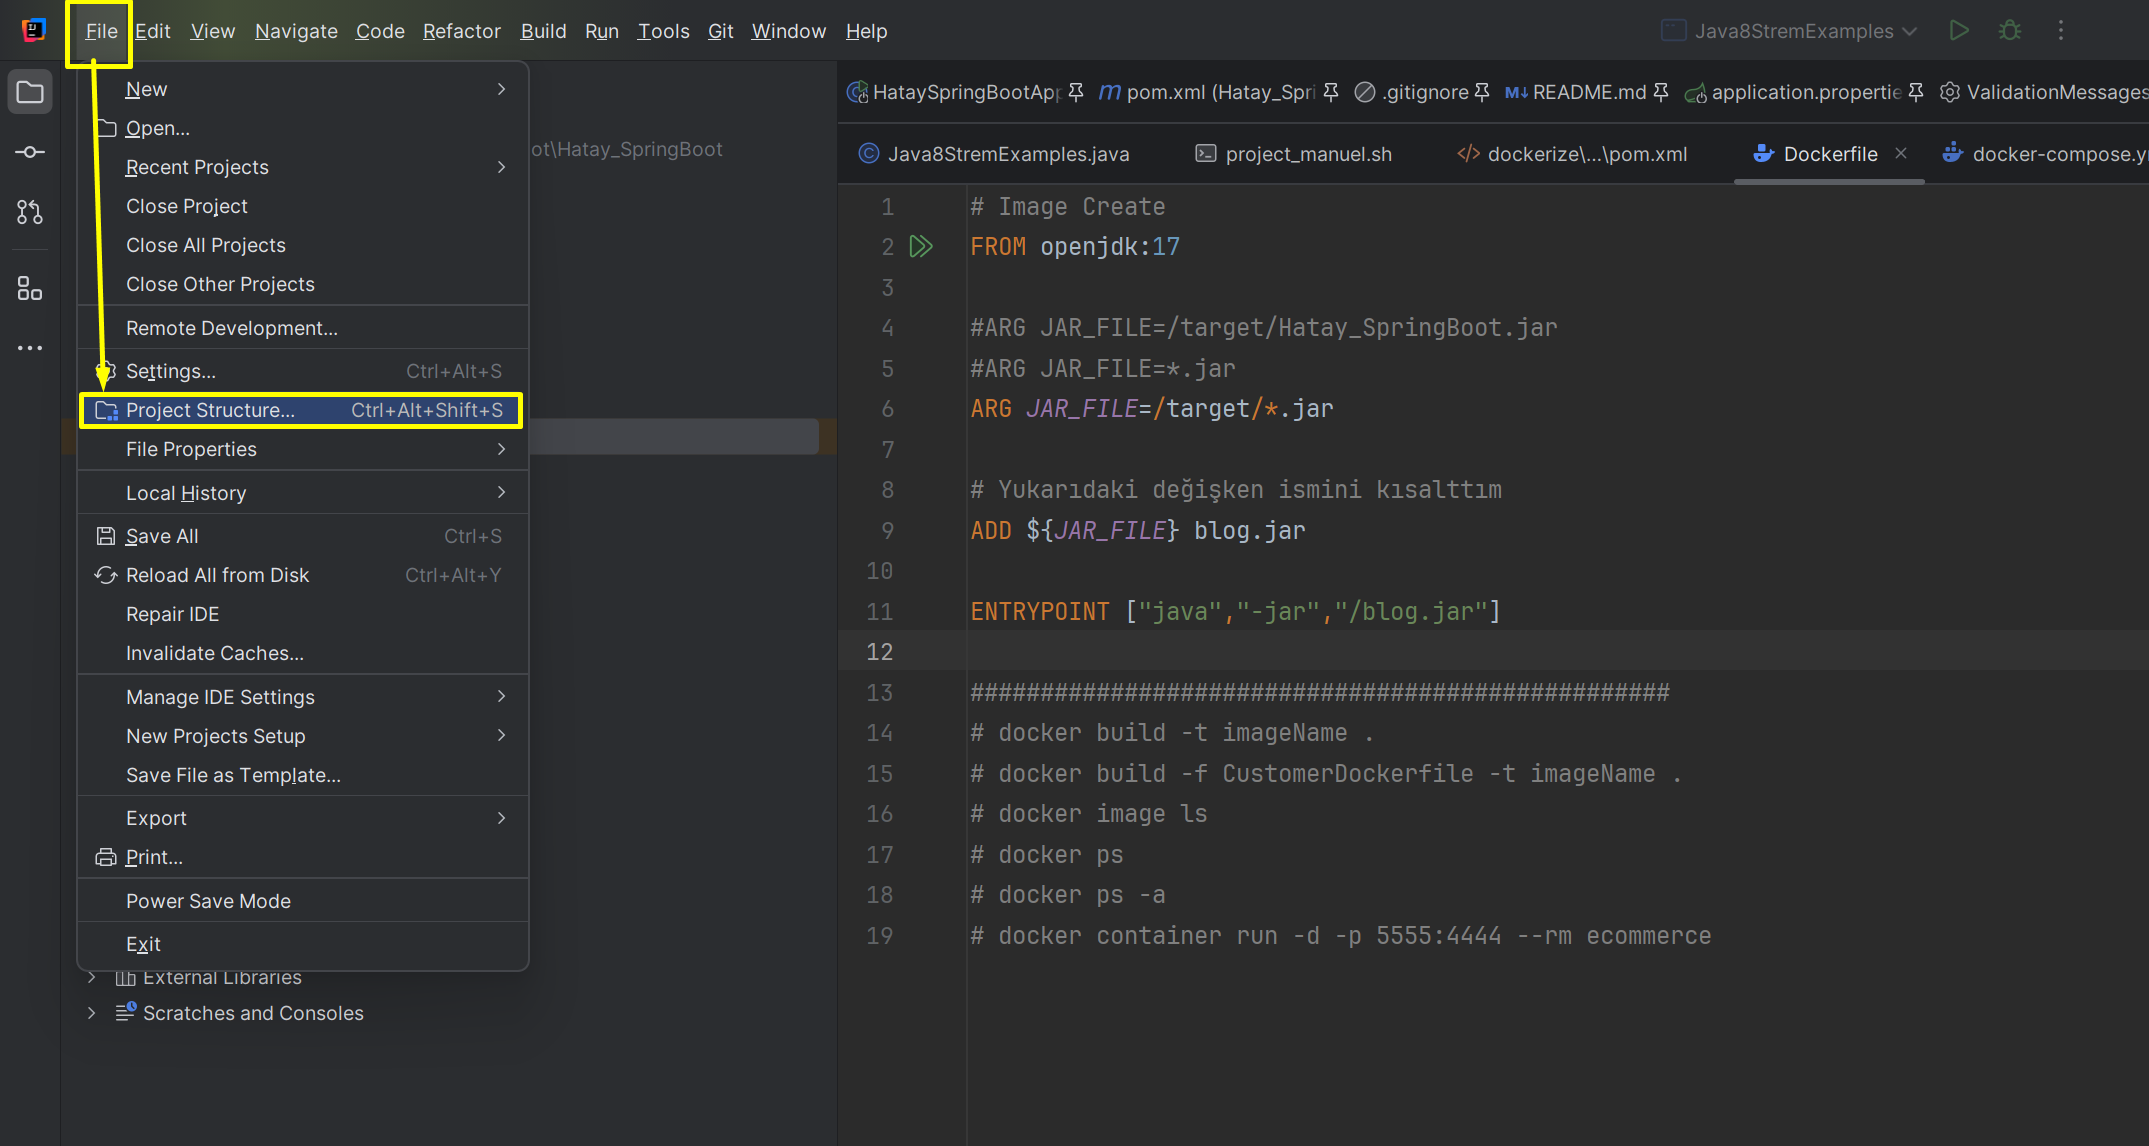 File Edit View Navigate Code Refactor Build Run Tools Git Window Help
Java8StremExamples
New
Open...
Recent Projects
Close Project
Close All Projects
Close Other Projects
Remote Development...
Settings... Ctrl+Alt+S
Project Structure... Ctrl+Alt+Shift+S
File Properties
Local History
Save All Ctrl+S
Reload All from Disk Ctrl+Alt+Y
Repair IDE
Invalidate Caches...
Manage IDE Settings
New Projects Setup
Save File as Template...
Export
Print...
Power Save Mode
Exit
ot\Hatay_SpringBoot
External Libraries
Scratches and Consoles
HataySpringBootApp m pom.xml (Hatay_Spri .gitignore M↓ README.md application.propertie ValidationMessages
Java8StremExamples.java project_manuel.sh </> dockerize\...\pom.xml Dockerfile docker-compose.y
1 # Image Create
2 FROM openjdk:17
3
4 #ARG JAR_FILE=/target/Hatay_SpringBoot.jar
5 #ARG JAR_FILE=*.jar
6 ARG JAR_FILE=/target/*.jar
7
8 # Yukarıdaki değişken ismini kısalttım
9 ADD ${JAR_FILE} blog.jar
10
11 ENTRYPOINT ["java","-jar","/blog.jar"]
12
13 ##################################################
14 # docker build -t imageName .
15 # docker build -f CustomerDockerfile -t imageName .
16 # docker image ls
17 # docker ps
18 # docker ps -a
19 # docker container run -d -p 5555:4444 --rm ecommerce